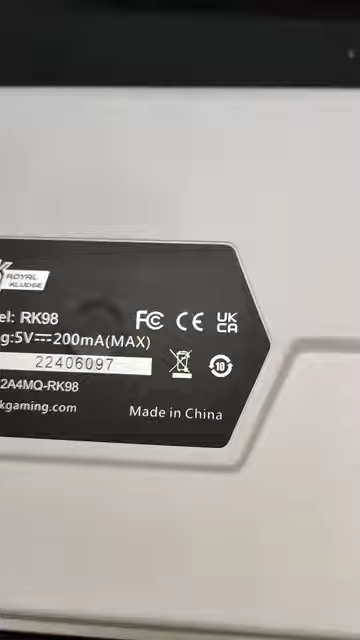 ROYAL
KLUDGE
el: RK98
FC CE UK CA
g:5V⎓200mA(MAX)
22406097
10
2A4MQ-RK98
kgaming.com
Made in China